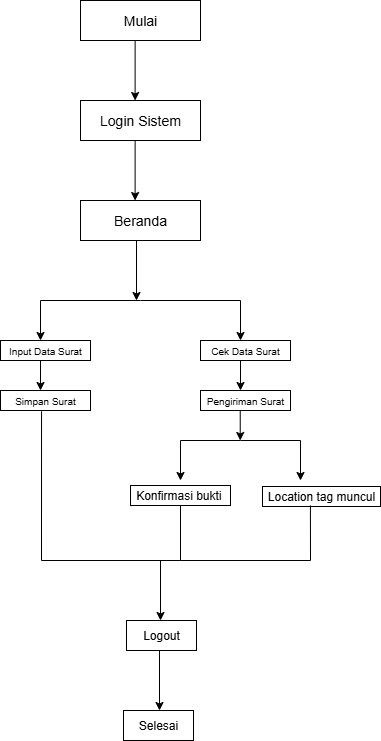 Mulai
Login Sistem
Beranda
Input Data Surat
Cek Data Surat
Simpan Surat
Pengiriman Surat
Konfirmasi bukti
Location tag muncul
Logout
Selesai